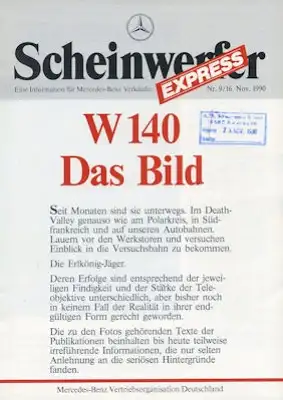 Scheinwerfer
EXPRESS
Eine Information für Mercedes-Benz Verkäufer
Nr. 9/16. Nov. 1990
W 140
Das Bild
Seit Monaten sind sie unterwegs. Im Death-
Valley genauso wie am Polarkreis, in Süd-
frankreich und auf unseren Autobahnen.
Lauern vor den Werkstoren und versuchen
Einblick in die Versuchsbahn zu bekommen.
Die Erlkönig-Jäger.
Deren Erfolge sind entsprechend der jewei-
ligen Findigkeit und der Stärke der Tele-
objektive unterschiedlich, aber bisher noch
in keinem Fall der Realität in ihrer end-
gültigen Form gerecht geworden.
Die zu den Fotos gehörenden Texte der
Publikationen beinhalten bis heute teilweise
irreführende Informationen, die nur selten
Anlehnung an die seriösen Hintergründe
fanden.
Mercedes-Benz Vertriebsorganisation Deutschland